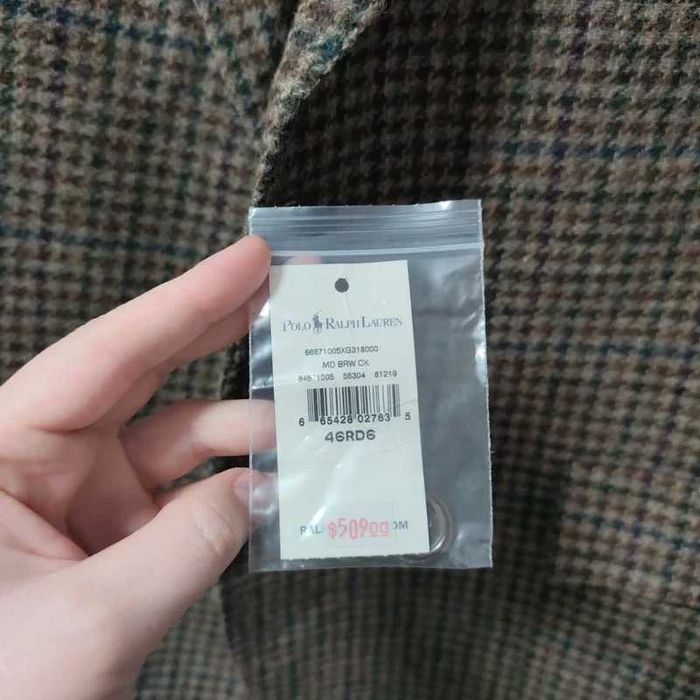 POLO RALPH LAUREN
66671005XG318000
MD BRW CK
84671005 56304 81219
6 65428 02763 5
46RD6
$509.00